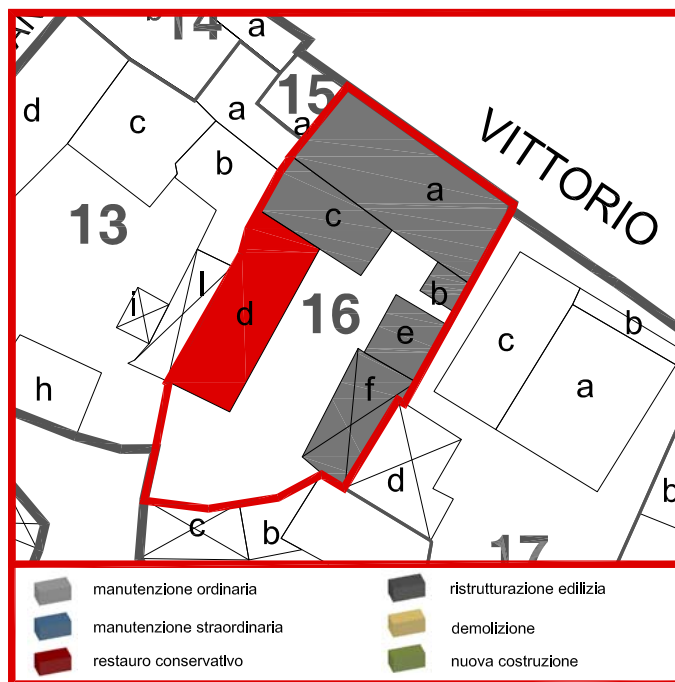 14
a
15
a
d
c
a
b
VITTORIO
a
c
13
16
d
l
i
b
e
f
c
b
a
h
d
c
b
b
17
manutenzione ordinaria
manutenzione straordinaria
restauro conservativo
ristrutturazione edilizia
demolizione
nuova costruzione